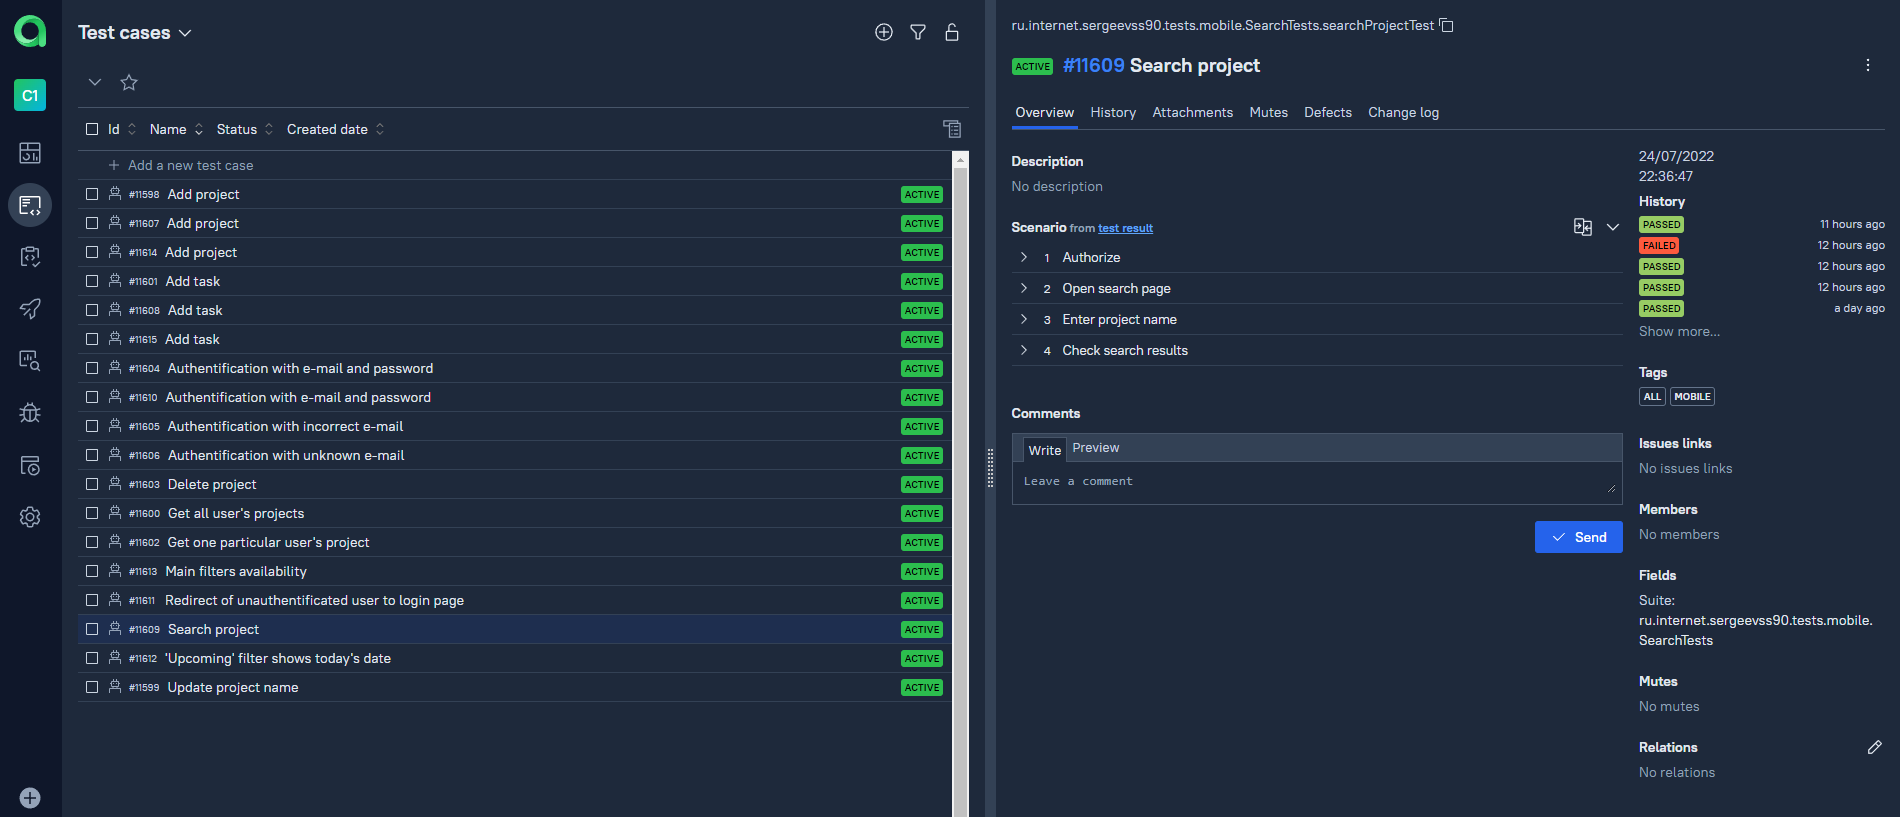 C1
Test cases
Id Name Status Created date
Add a new test case
#11598 Add project ACTIVE
#11607 Add project ACTIVE
#11614 Add project ACTIVE
#11601 Add task ACTIVE
#11608 Add task ACTIVE
#11615 Add task ACTIVE
#11604 Authentification with e-mail and password ACTIVE
#11610 Authentification with e-mail and password ACTIVE
#11605 Authentification with incorrect e-mail ACTIVE
#11606 Authentification with unknown e-mail ACTIVE
#11603 Delete project ACTIVE
#11600 Get all user's projects ACTIVE
#11602 Get one particular user's project ACTIVE
#11613 Main filters availability ACTIVE
#11611 Redirect of unauthentificated user to login page ACTIVE
#11609 Search project ACTIVE
#11612 'Upcoming' filter shows today's date ACTIVE
#11599 Update project name ACTIVE
ru.internet.sergeevss90.tests.mobile.SearchTests.searchProjectTest
ACTIVE #11609 Search project
Overview History Attachments Mutes Defects Change log
Description
No description
Scenario from test result
1 Authorize
2 Open search page
3 Enter project name
4 Check search results
Comments
Write Preview
Leave a comment
Send
24/07/2022
22:36:47
History
PASSED 11 hours ago
FAILED 12 hours ago
PASSED 12 hours ago
PASSED 12 hours ago
PASSED a day ago
Show more...
Tags
ALL MOBILE
Issues links
No issues links
Members
No members
Fields
Suite:
ru.internet.sergeevss90.tests.mobile.
SearchTests
Mutes
No mutes
Relations
No relations